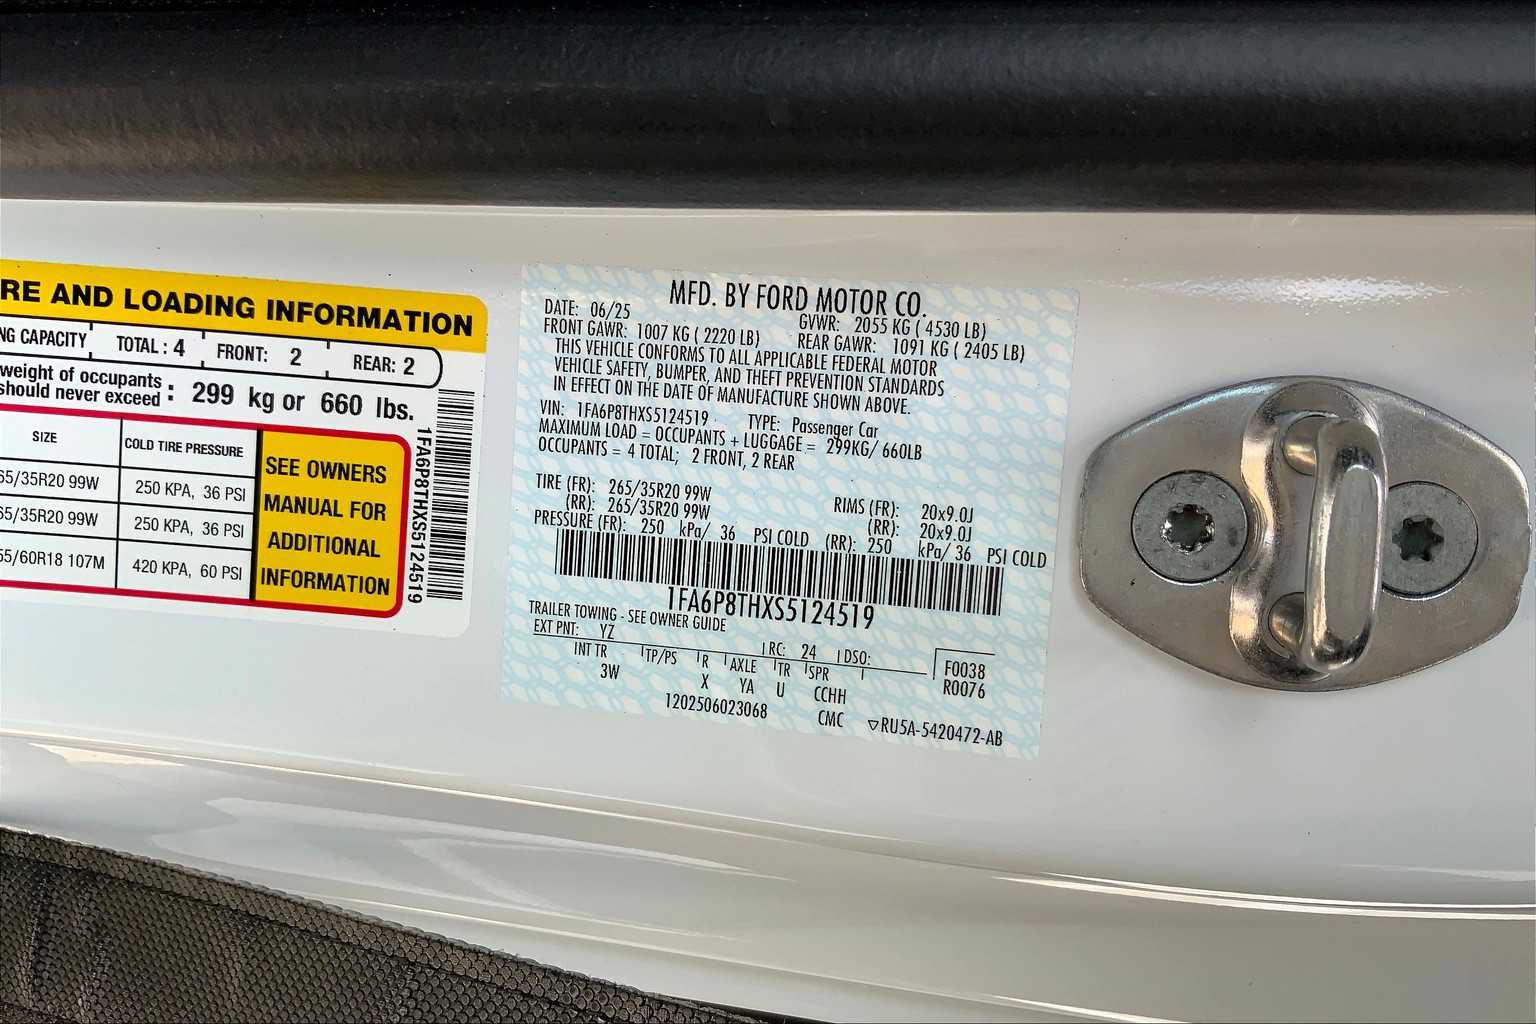 RE AND LOADING INFORMATION
NG CAPACITY TOTAL : 4 FRONT: 2 REAR: 2
weight of occupants
should never exceed : 299 kg or 660 lbs.
SIZE COLD TIRE PRESSURE
65/35R20 99W 250 KPA, 36 PSI
65/35R20 99W 250 KPA, 36 PSI
55/60R18 107M 420 KPA, 60 PSI
SEE OWNERS
MANUAL FOR
ADDITIONAL
INFORMATION
1FA6P8THXS5124519
MFD. BY FORD MOTOR CO.
DATE: 06/25 GVWR: 2055 KG ( 4530 LB)
FRONT GAWR: 1007 KG ( 2220 LB) REAR GAWR: 1091 KG ( 2405 LB)
THIS VEHICLE CONFORMS TO ALL APPLICABLE FEDERAL MOTOR
VEHICLE SAFETY, BUMPER, AND THEFT PREVENTION STANDARDS
IN EFFECT ON THE DATE OF MANUFACTURE SHOWN ABOVE.
VIN: 1FA6P8THXS5124519 TYPE: Passenger Car
MAXIMUM LOAD = OCCUPANTS + LUGGAGE = 299KG/ 660LB
OCCUPANTS = 4 TOTAL; 2 FRONT, 2 REAR
TIRE (FR): 265/35R20 99W RIMS (FR): 20x9.0J
(RR): 265/35R20 99W (RR): 20x9.0J
PRESSURE (FR): 250 kPa/ 36 PSI COLD (RR): 250 kPa/ 36 PSI COLD
1FA6P8THXS5124519
TRAILER TOWING - SEE OWNER GUIDE
EXT PNT: YZ RC: 24 DSO: F0038
INT TR TP/PS R AXLE TR SPR R0076
3W X YA U CCHH
1202506023068 CMC ▽RU5A-5420472-AB